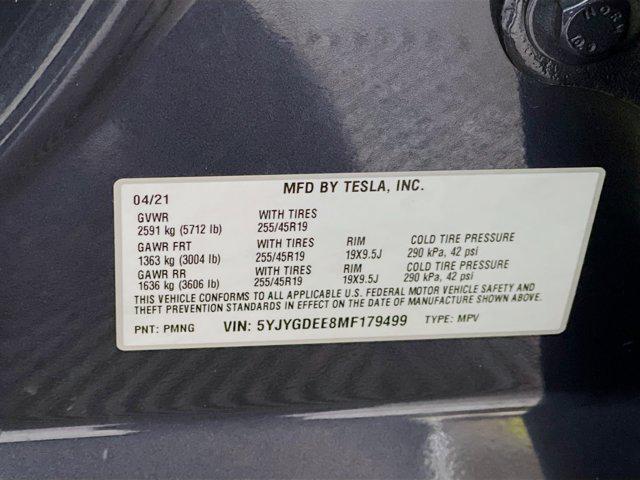 MFD BY TESLA, INC.
04/21
GVWR WITH TIRES
2591 kg (5712 lb) 255/45R19
GAWR FRT WITH TIRES RIM COLD TIRE PRESSURE
1363 kg (3004 lb) 255/45R19 19X9.5J 290 kPa, 42 psi
GAWR RR WITH TIRES RIM COLD TIRE PRESSURE
1636 kg (3606 lb) 255/45R19 19X9.5J 290 kPa, 42 psi
THIS VEHICLE CONFORMS TO ALL APPLICABLE U.S. FEDERAL MOTOR VEHICLE SAFETY AND
THEFT PREVENTION STANDARDS IN EFFECT ON THE DATE OF MANUFACTURE SHOWN ABOVE.
PNT: PMNG VIN: 5YJYGDEE8MF179499 TYPE: MPV